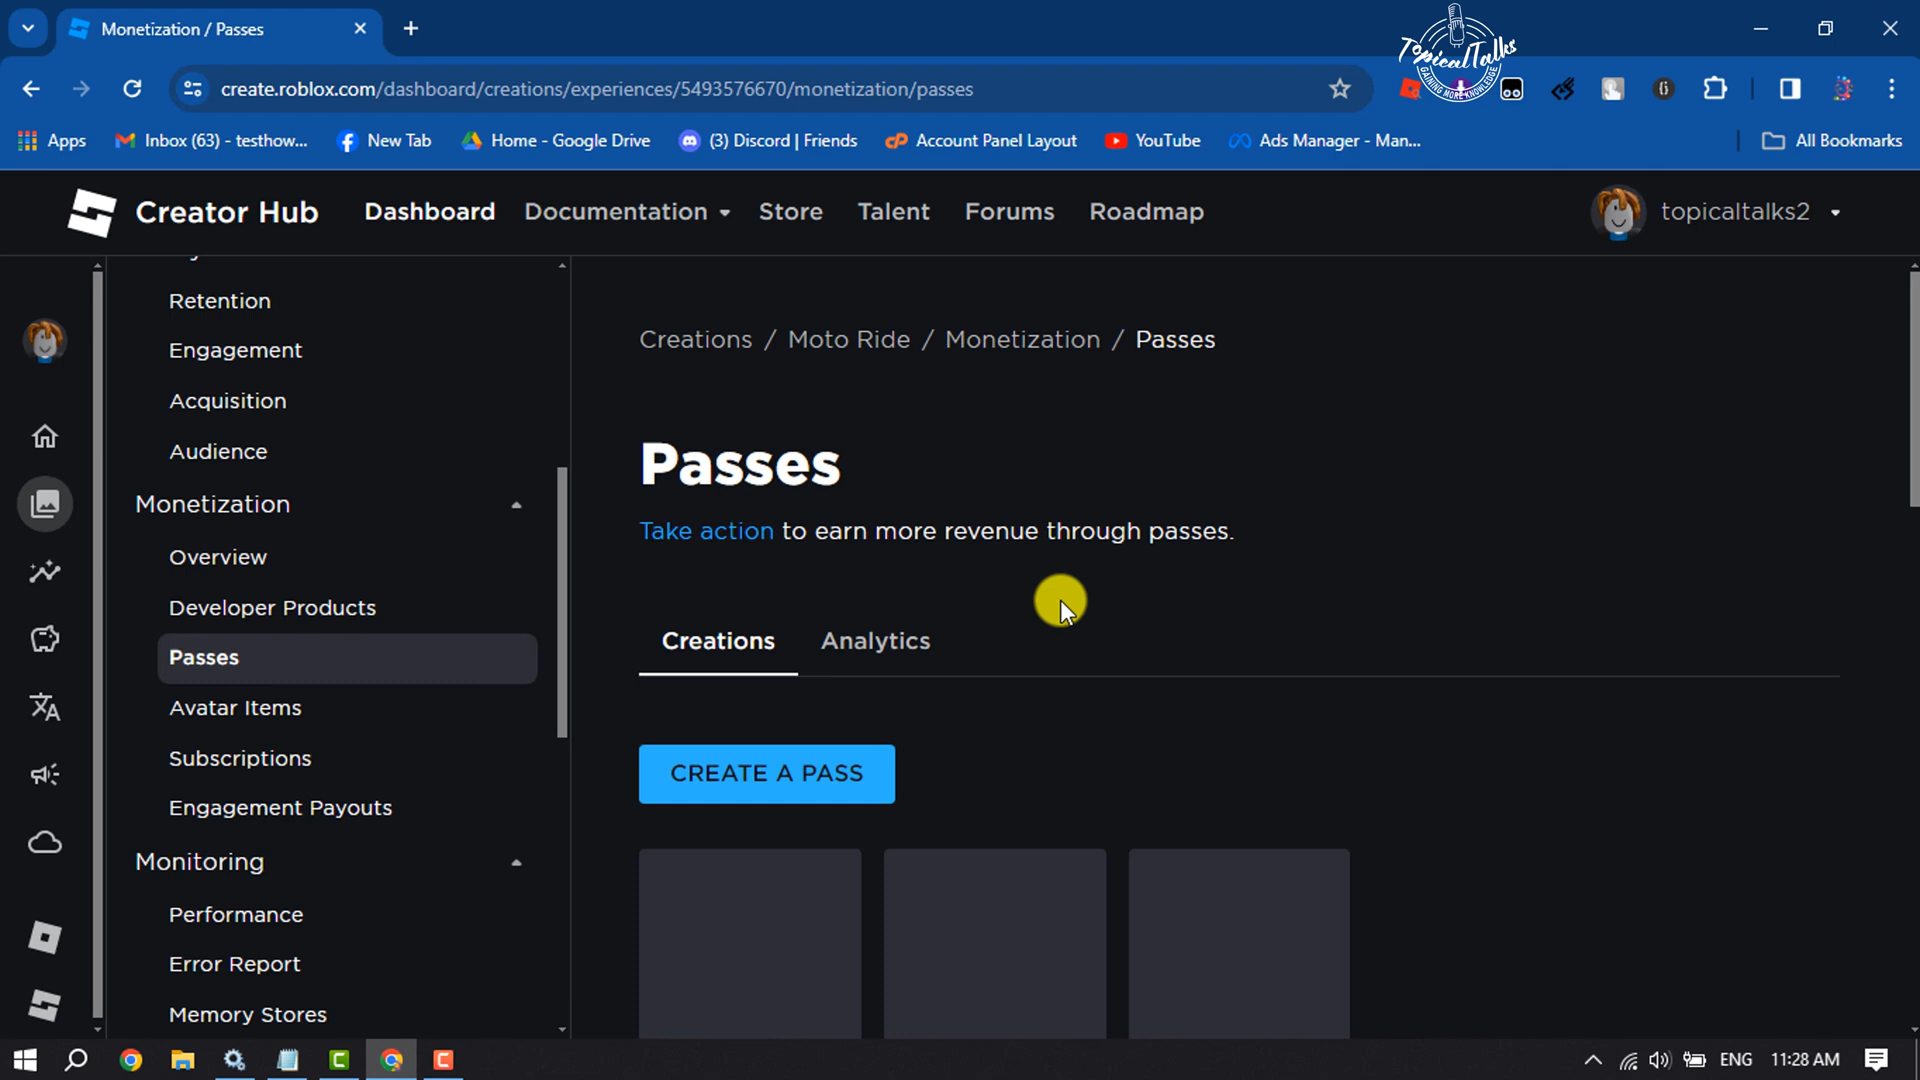 Monetization / Passes
TopicalTalks
GAINING MORE KNOWLEDGE
create.roblox.com/dashboard/creations/experiences/5493576670/monetization/passes
Apps
Inbox (63) - testhow...
New Tab
Home - Google Drive
(3) Discord | Friends
Account Panel Layout
YouTube
Ads Manager - Man...
All Bookmarks
Creator Hub
Dashboard
Documentation
Store
Talent
Forums
Roadmap
topicaltalks2
Retention
Engagement
Acquisition
Audience
Monetization
Overview
Developer Products
Passes
Avatar Items
Subscriptions
Engagement Payouts
Monitoring
Performance
Error Report
Memory Stores
Creations / Moto Ride / Monetization / Passes
Passes
Take action to earn more revenue through passes.
Creations
Analytics
CREATE A PASS
ENG
11:28 AM